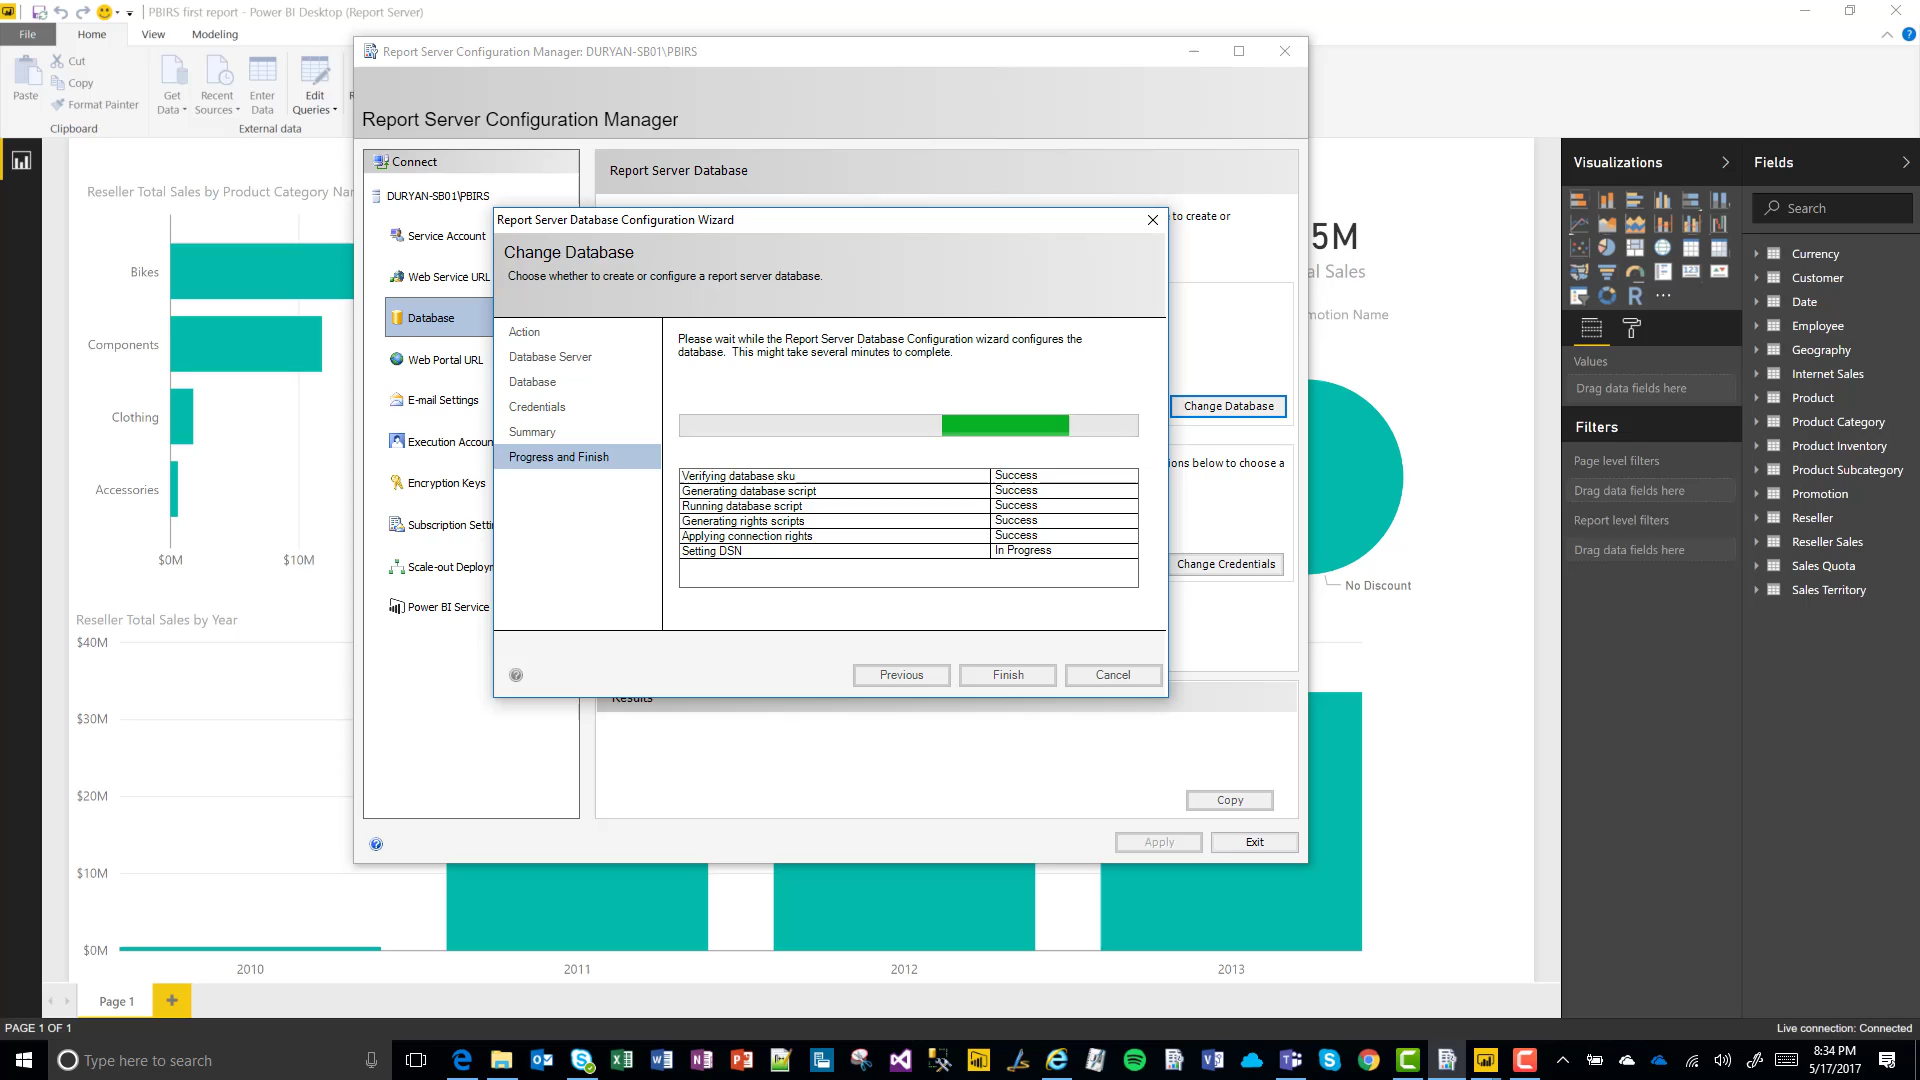 PBIRS first report - Power BI Desktop (Report Server)
File Home View Modeling
Paste
Cut
Copy
Format Painter
Clipboard
Get Data
Recent Sources
Enter Data
Edit Queries
External data
Report Server Configuration Manager: DURYAN-SB01\PBIRS
Report Server Configuration Manager
Connect
DURYAN-SB01\PBIRS
Service Account
Web Service URL
Database
Web Portal URL
E-mail Settings
Execution Accoun
Encryption Keys
Subscription Setti
Scale-out Deploym
Power BI Service
Report Server Database
to create or
Change Database
ions below to choose a
Change Credentials
Results
Copy
Apply
Exit
Report Server Database Configuration Wizard
Change Database
Choose whether to create or configure a report server database.
Action
Database Server
Database
Credentials
Summary
Progress and Finish
Please wait while the Report Server Database Configuration wizard configures the
database. This might take several minutes to complete.
Verifying database sku Success
Generating database script Success
Running database script Success
Generating rights scripts Success
Applying connection rights Success
Setting DSN In Progress
Previous
Finish
Cancel
Reseller Total Sales by Product Category Nar
Bikes
Components
Clothing
Accessories
$0M $10M
5M
al Sales
motion Name
No Discount
Reseller Total Sales by Year
$40M
$30M
$20M
$10M
$0M
2010 2011 2012 2013
Visualizations
Values
Drag data fields here
Filters
Page level filters
Drag data fields here
Report level filters
Drag data fields here
Fields
Search
Currency
Customer
Date
Employee
Geography
Internet Sales
Product
Product Category
Product Inventory
Product Subcategory
Promotion
Reseller
Reseller Sales
Sales Quota
Sales Territory
Page 1
PAGE 1 OF 1
Live connection: Connected
Type here to search
8:34 PM
5/17/2017